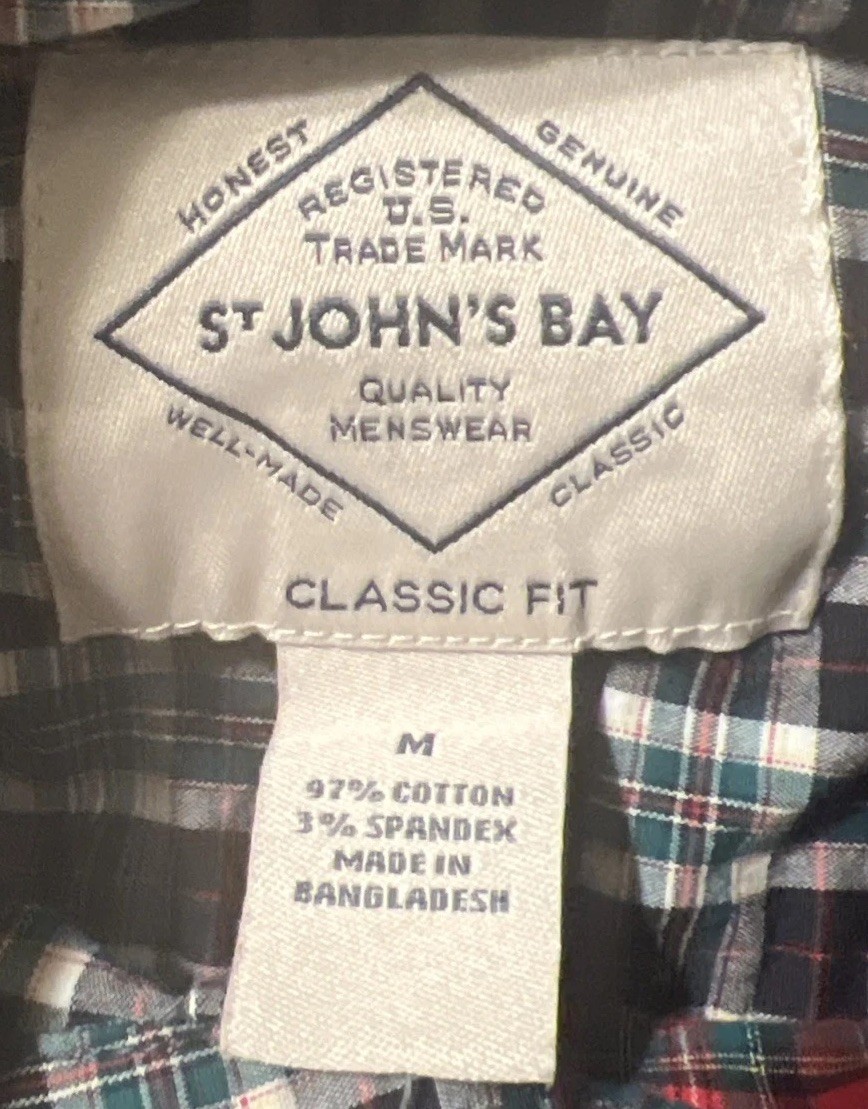 HONEST
GENUINE
REGISTERED
U.S.
TRADE MARK
ST JOHN'S BAY
QUALITY
MENSWEAR
WELL-MADE
CLASSIC
CLASSIC FIT
M
97% COTTON
3% SPANDEX
MADE IN
BANGLADESH